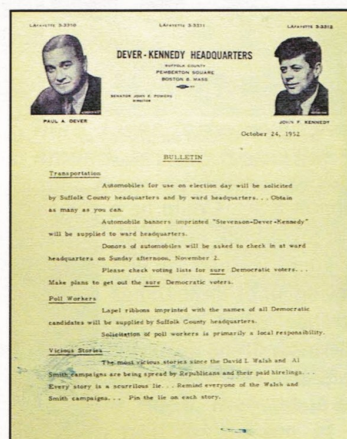 LAfayette 3-3310 LAfayette 3-3311 LAfayette 3-3312
DEVER - KENNEDY HEADQUARTERS
SUFFOLK COUNTY
PEMBERTON SQUARE
BOSTON 8, MASS
SENATOR JOHN E. POWERS
DIRECTOR
PAUL A. DEVER
JOHN F. KENNEDY
October 24, 1952
BULLETIN
Transportation
Automobiles for use on election day will be solicited
by Suffolk County headquarters and by ward headquarters... Obtain
as many as you can.
Automobile banners imprinted "Stevenson-Dever-Kennedy"
will be supplied to ward headquarters.
Donors of automobiles will be asked to check in at ward
headquarters on Sunday afternoon, November 2.
Please check voting lists for sure Democratic voters...
Make plans to get out the sure Democratic voters.
Poll Workers
Lapel ribbons imprinted with the names of all Democratic
candidates will be supplied by Suffolk County headquarters.
Solicitation of poll workers is primarily a local responsibility.
Vicious Stories
The most vicious stories since the David I. Walsh and Al
Smith campaigns are being spread by Republicans and their paid hirelings...
Every story is a scurrilous lie... Remind everyone of the Walsh and
Smith campaigns... Pin the lie on each story.